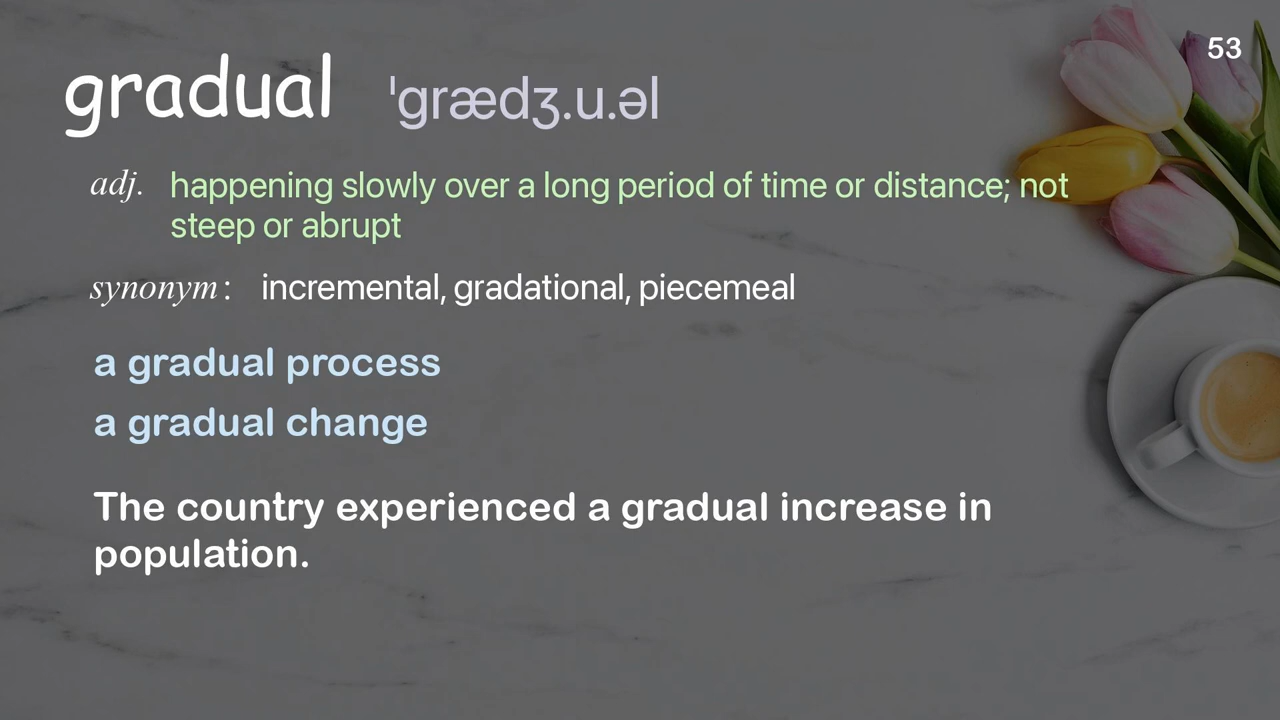 53
gradual ˈɡrædʒ.u.əl
adj. happening slowly over a long period of time or distance; not
steep or abrupt
synonym: incremental, gradational, piecemeal
a gradual process
a gradual change
The country experienced a gradual increase in
population.